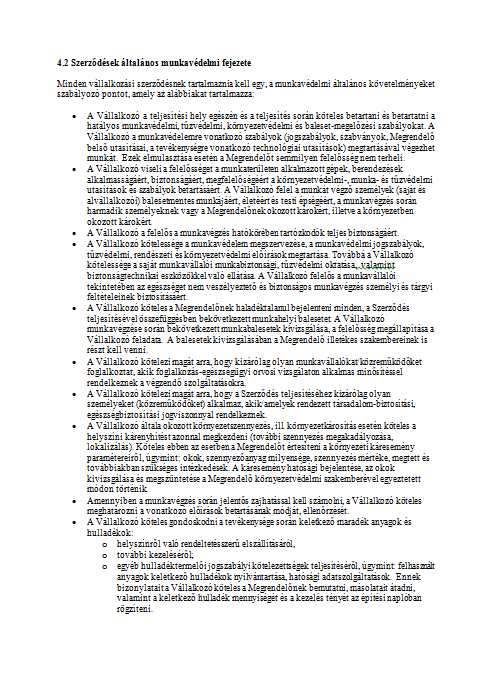 4.2 Szerződések általános munkavédelmi fejezete
Minden vállalkozási szerződésnek tartalmaznia kell egy, a munkavédelmi általános követelményeket
szabályozó pontot, amely az alábbiakat tartalmazza:
• A Vállalkozó a teljesítési hely egészén és a teljesítés során köteles betartani és betartatni a
hatályos munkavédelmi, tűzvédelmi, környezetvédelmi és baleset-megelőzési szabályokat. A
Vállalkozó a munkavédelemre vonatkozó szabályok (jogszabályok, szabványok, Megrendelő
belső utasításai, a tevékenységre vonatkozó technológiai utasítások) megtartásával végezhet
munkát. Ezek elmulasztása esetén a Megrendelőt semmilyen felelősség nem terheli.
• A Vállalkozó viseli a felelősséget a munkaterületen alkalmazott gépek, berendezések
alkalmasságáért, biztonságáért, megfelelőségéért a környezetvédelmi-, munka- és tűzvédelmi
utasítások és szabályok betartásáért. A Vállalkozó felel a munkát végző személyek (saját és
alvállalkozói) balesetmentes munkájáért, életéért és testi épségéért, a munkavégzés során
harmadik személyeknek vagy a Megrendelőnek okozott károkért, illetve a környezetben
okozott károkért.
• A Vállalkozó a felelős a munkavégzés hatókörében tartózkodók teljes biztonságáért.
• A Vállalkozó kötelessége a munkavédelem megszervezése, a munkavédelmi jogszabályok,
tűzvédelmi, rendészeti és környezetvédelmi előírások megtartása. Továbbá a Vállalkozó
kötelessége a saját munkavállalói munkabiztonsági, tűzvédelmi oktatása, valamint
biztonságtechnikai eszközökkel való ellátása. A Vállalkozó felelős a munkavállalói
tekintetében az egészséget nem veszélyeztető és biztonságos munkavégzés személyi és tárgyi
feltételeinek biztosításáért.
• A Vállalkozó köteles a Megrendelőnek haladéktalanul bejelenteni minden, a Szerződés
teljesítésével összefüggésben bekövetkezett munkahelyi balesetet. A Vállalkozó
munkavégzése során bekövetkezett munkabalesetek kivizsgálása, a felelősség megállapítása a
Vállalkozó feladata. A balesetek kivizsgálásában a Megrendelő illetékes szakembereinek is
részt kell venni.
• A Vállalkozó kötelezi magát arra, hogy kizárólag olyan munkavállalókat/közreműködőket
foglalkoztat, akik foglalkozás-egészségügyi orvosi vizsgálaton alkalmas minősítéssel
rendelkeznek a végzendő szolgáltatásokra.
• A Vállalkozó kötelezi magát arra, hogy a Szerződés teljesítéséhez kizárólag olyan
személyeket (közreműködőket) alkalmaz, akik/amelyek rendezett társadalom-biztosítási,
egészségbiztosítási jogviszonnyal rendelkeznek.
• A Vállalkozó általa okozott környezetszennyezés, ill. környezetkárosítás esetén köteles a
helyszíni kárenyhítést azonnal megkezdeni (további szennyezés megakadályozása,
lokalizálás). Köteles ebben az esetben a Megrendelőt értesíteni a környezeti káresemény
paramétereiről, úgymint: okok, szennyezőanyag milyensége, szennyezés mértéke, megtett és
továbbiakban szükséges intézkedések. A káresemény hatósági bejelentése, az okok
kivizsgálása és megszüntetése a Megrendelő környezetvédelmi szakemberével egyeztetett
módon történik.
• Amennyiben a munkavégzés során jelentős zajhatással kell számolni, a Vállalkozó köteles
meghatározni a vonatkozó előírások betartásának módját, ellenőrzését.
• A Vállalkozó köteles gondoskodni a tevékenysége során keletkező maradék anyagok és
hulladékok:
o helyszínről való rendeltetésszerű elszállításáról,
o további kezeléséről;
o egyéb hulladéktermelői jogszabályi kötelezettségek teljesítéséről, úgymint: felhasznált
anyagok keletkező hulladékok nyilvántartása, hatósági adatszolgáltatások. Ennek
bizonylatait a Vállalkozó köteles a Megrendelőnek bemutatni, másolatait átadni,
valamint a keletkező hulladék mennyiségét és a kezelés tényét az építési naplóban
rögzíteni.